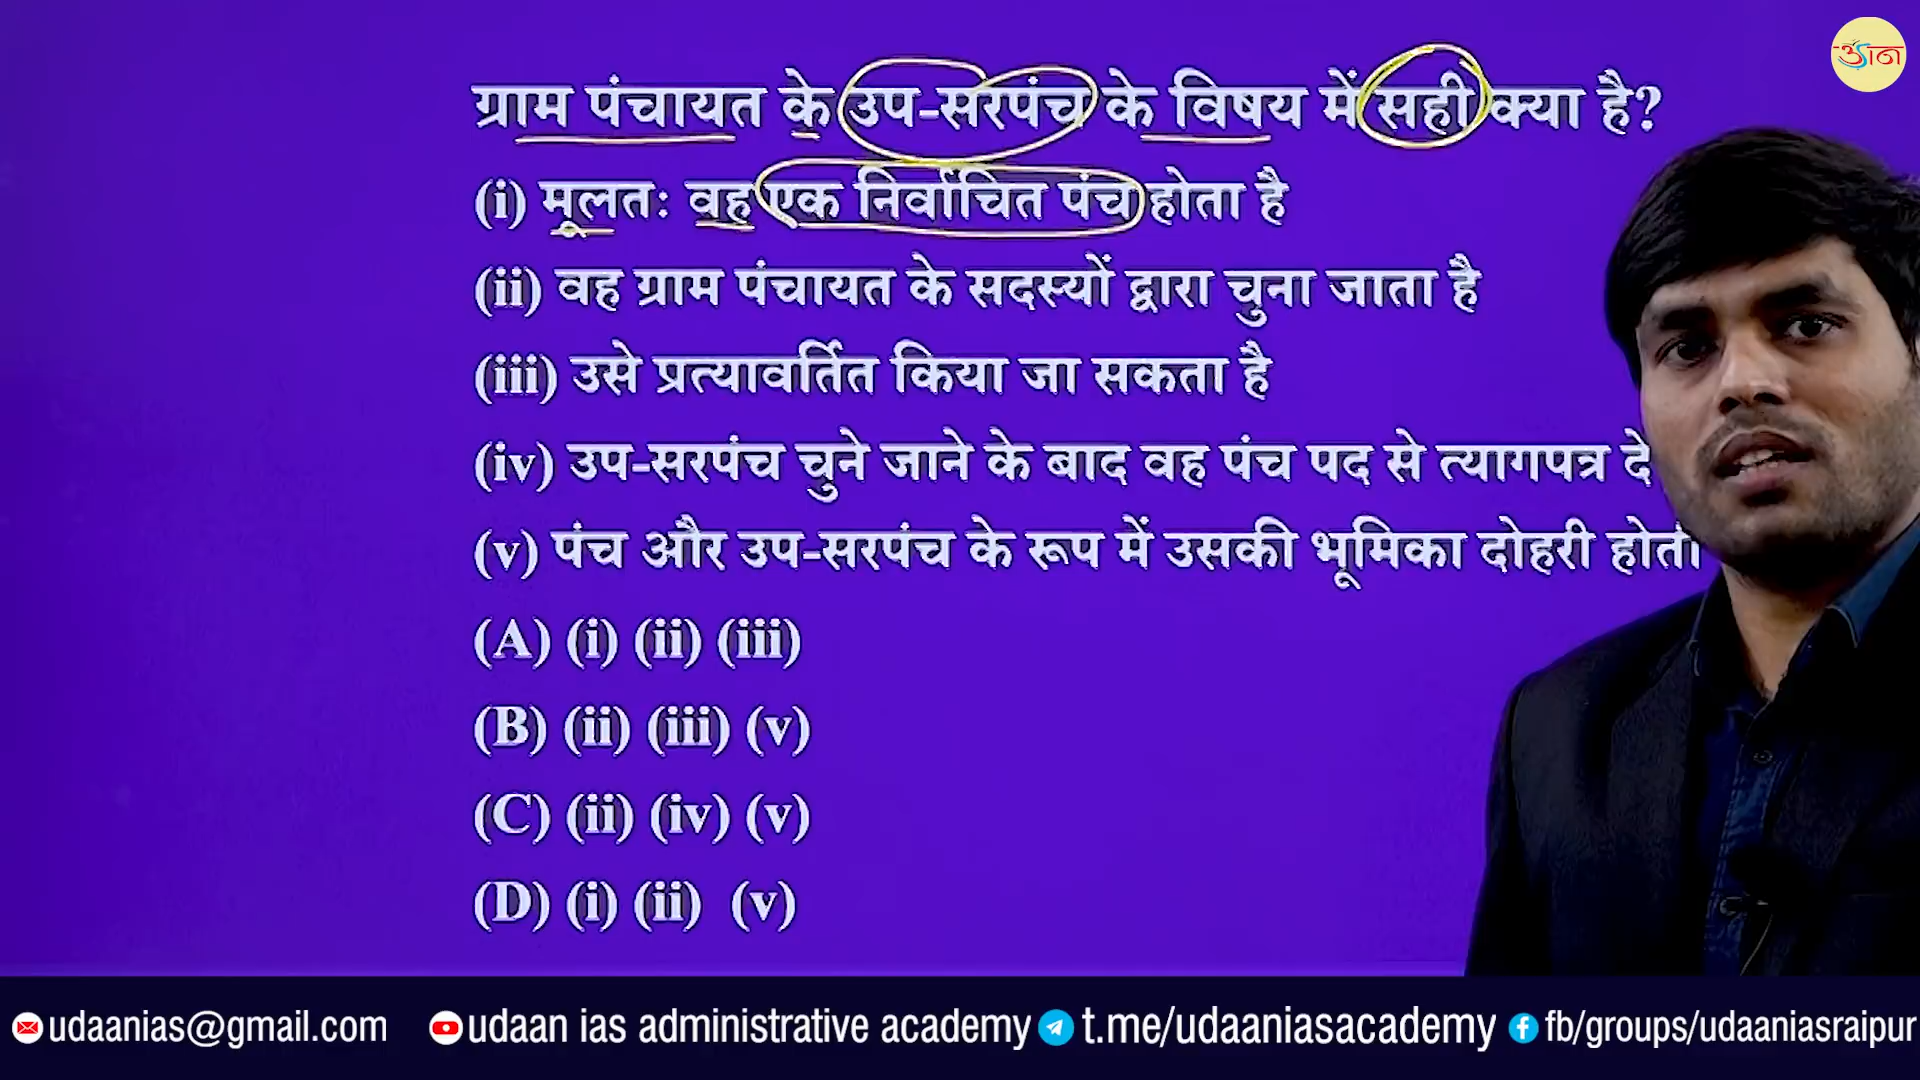 उड़ान
ग्राम पंचायत के उप-सरपंच के विषय में सही क्या है?
(i) मूलतः वह एक निर्वाचित पंच होता है
(ii) वह ग्राम पंचायत के सदस्यों द्वारा चुना जाता है
(iii) उसे प्रत्यावर्तित किया जा सकता है
(iv) उप-सरपंच चुने जाने के बाद वह पंच पद से त्यागपत्र दे
(v) पंच और उप-सरपंच के रूप में उसकी भूमिका दोहरी होती
(A) (i) (ii) (iii)
(B) (ii) (iii) (v)
(C) (ii) (iv) (v)
(D) (i) (ii) (v)
udaanias@gmail.com udaan ias administrative academy t.me/udaaniasacademy fb/groups/udaaniasraipur